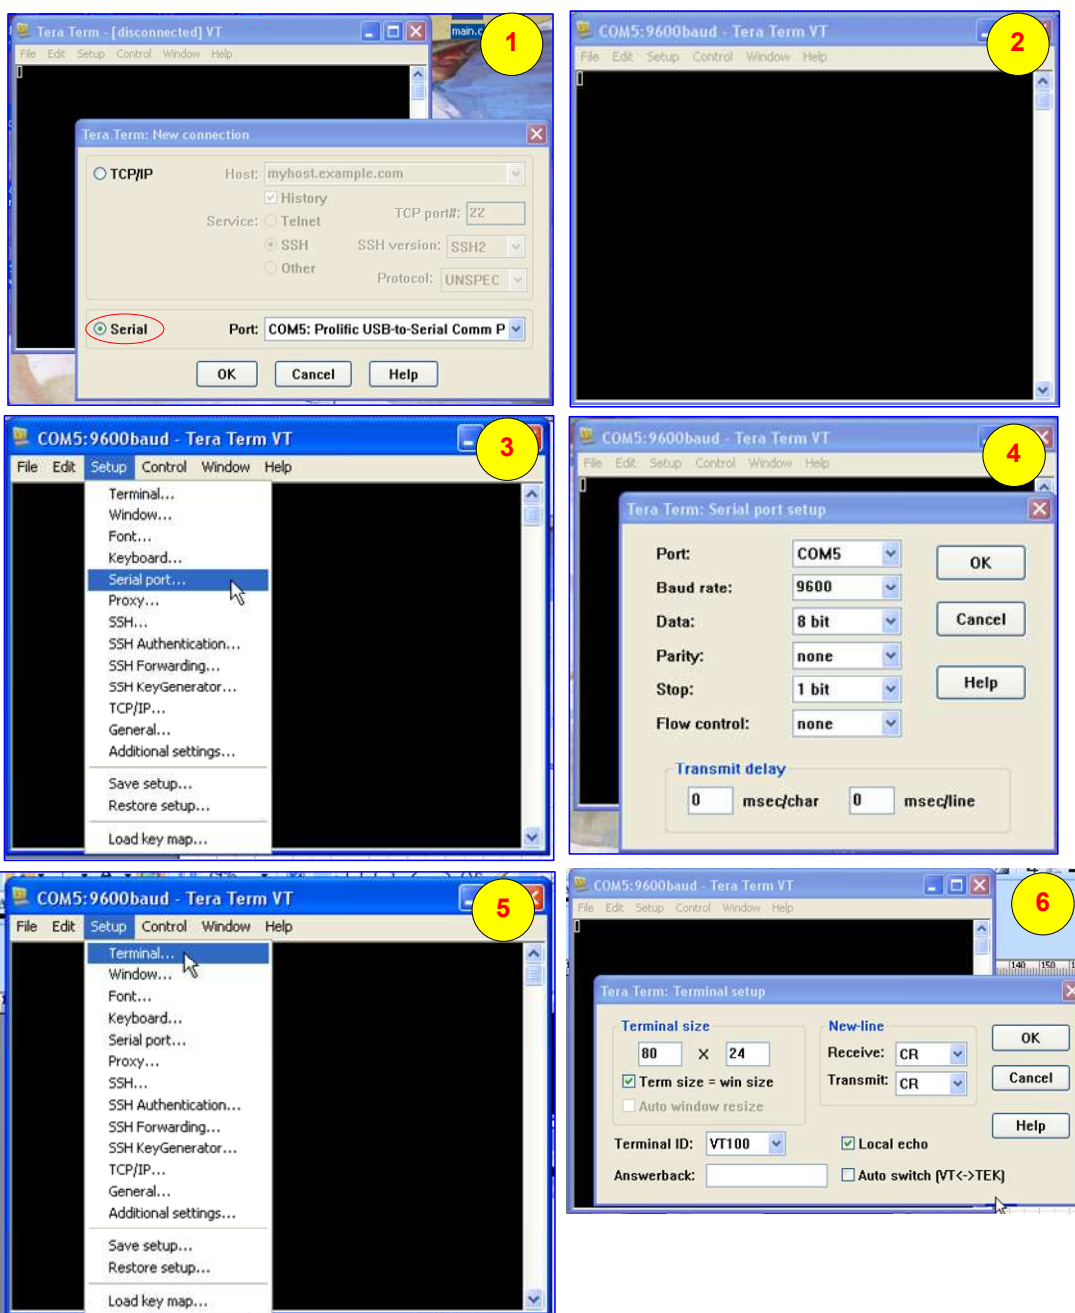 Tera Term - [disconnected] VT
main.c
1
File Edit Setup Control Window Help
Tera Term: New connection
TCP/IP
Host: myhost.example.com
History
Service: Telnet
TCP port#: 22
SSH
SSH version: SSH2
Other
Protocol: UNSPEC
Serial
Port: COM5: Prolific USB-to-Serial Comm P
OK Cancel Help
COM5:9600baud - Tera Term VT
2
File Edit Setup Control Window Help
COM5:9600baud - Tera Term VT
3
File Edit Setup Control Window Help
Terminal...
Window...
Font...
Keyboard...
Serial port...
Proxy...
SSH...
SSH Authentication...
SSH Forwarding...
SSH KeyGenerator...
TCP/IP...
General...
Additional settings...
Save setup...
Restore setup...
Load key map...
COM5:9600baud - Tera Term VT
4
File Edit Setup Control Window Help
Tera Term: Serial port setup
Port: COM5
OK
Baud rate: 9600
Data: 8 bit
Cancel
Parity: none
Stop: 1 bit
Help
Flow control: none
Transmit delay
0 msec/char 0 msec/line
COM5:9600baud - Tera Term VT
5
File Edit Setup Control Window Help
Terminal...
Window...
Font...
Keyboard...
Serial port...
Proxy...
SSH...
SSH Authentication...
SSH Forwarding...
SSH KeyGenerator...
TCP/IP...
General...
Additional settings...
Save setup...
Restore setup...
Load key map...
COM5:9600baud - Tera Term VT
6
File Edit Setup Control Window Help
140 150
Tera Term: Terminal setup
Terminal size
80 X 24
Term size = win size
Auto window resize
New-line
Receive: CR
Transmit: CR
OK
Cancel
Help
Terminal ID: VT100
Local echo
Answerback:
Auto switch (VT<->TEK)